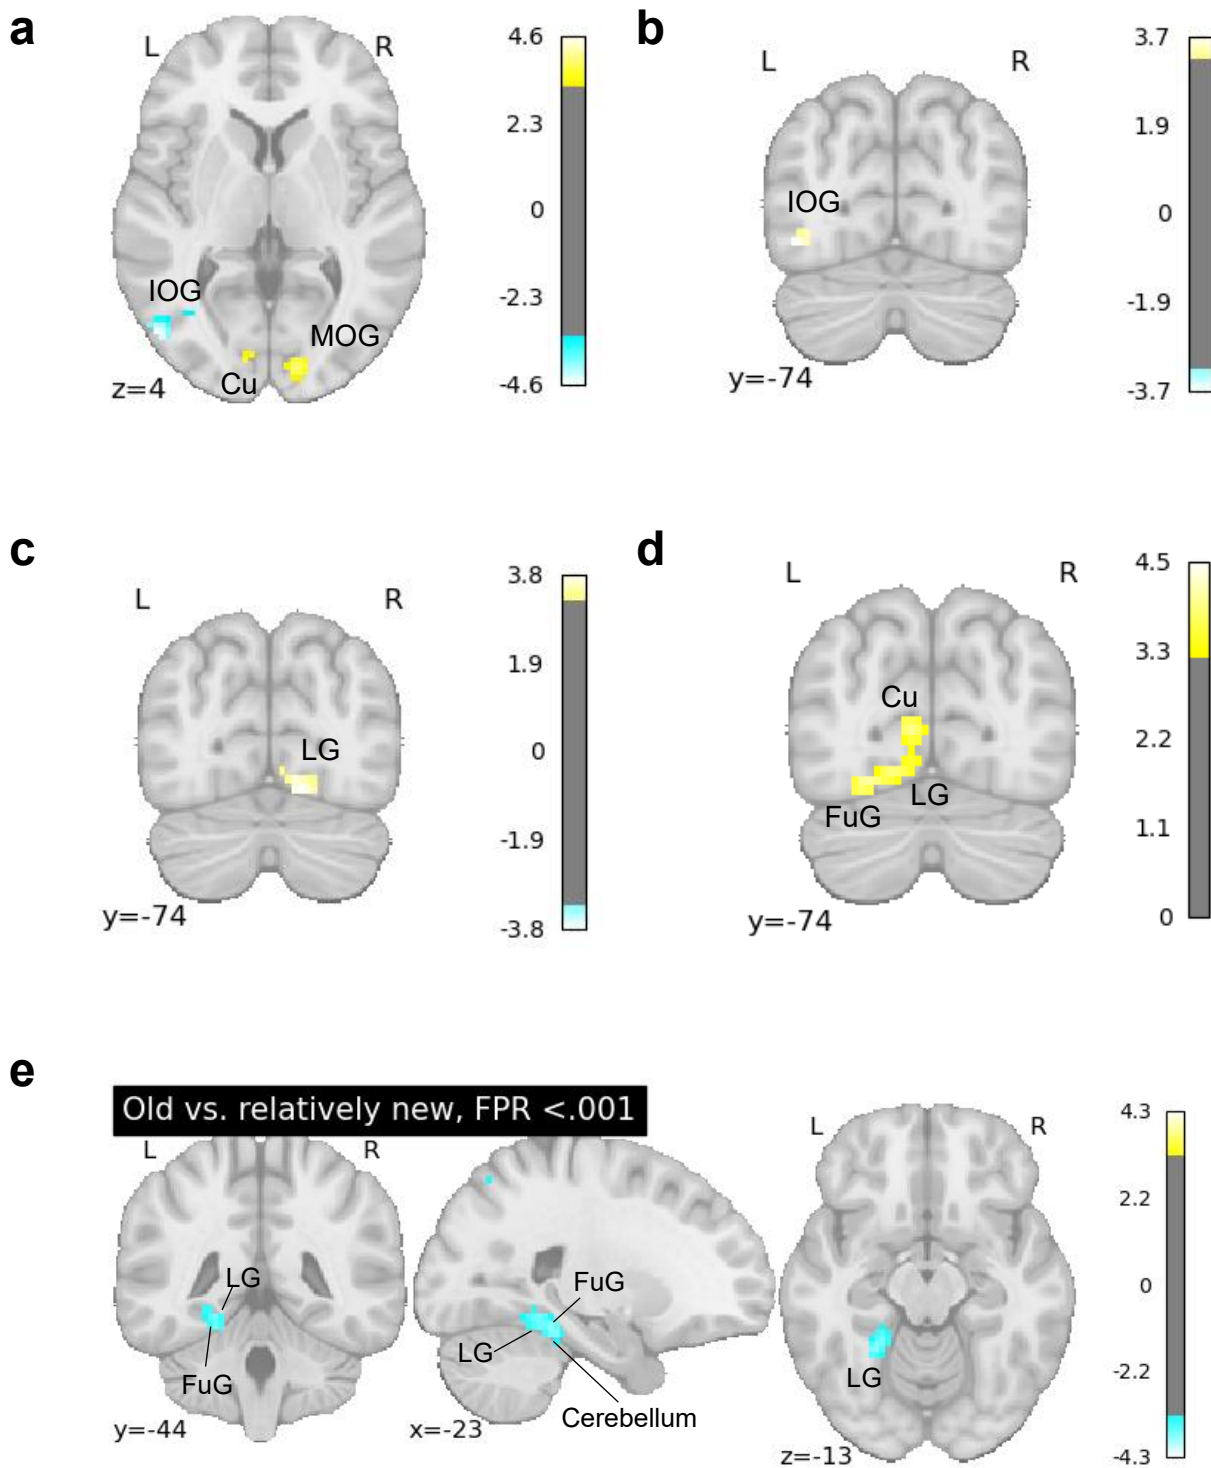 a
L
R
4.6
2.3
0
-2.3
-4.6
IOG
MOG
Cu
z=4
b
L
R
3.7
1.9
0
-1.9
-3.7
IOG
y=-74
c
L
R
3.8
1.9
0
-1.9
-3.8
LG
y=-74
d
L
R
4.5
3.3
2.2
1.1
0
Cu
LG
FuG
y=-74
e
Old vs. relatively new, FPR <.001
L
R
LG
FuG
y=-44
FuG
LG
Cerebellum
x=-23
L
R
LG
z=-13
4.3
2.2
0
-2.2
-4.3